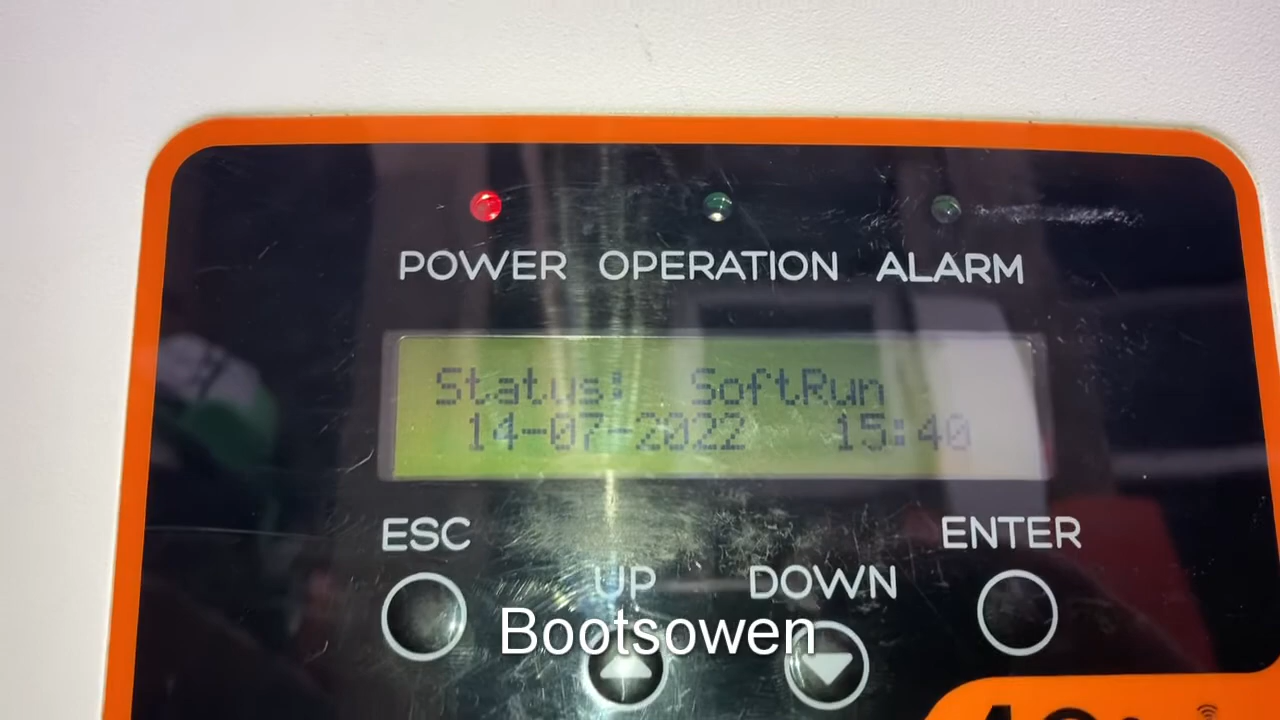 POWER OPERATION ALARM
Status: SoftRun
14-07-2022 15:40
ESC ENTER
UP DOWN
Bootsowen